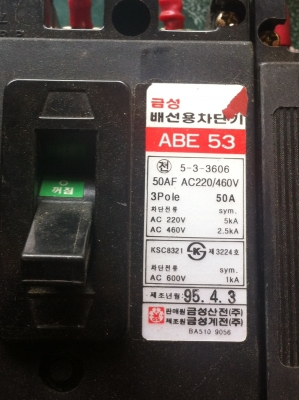 금성
배선용차단기
ABE 53
전 5-3-3606
50AF AC220/460V
3Pole 50A
차단전류 sym.
AC 220V 5kA
AC 460V 2.5kA
KSC8321 제3224호
차단전류 sym.
AC 600V 1kA
제조년월 95.4.3
판매원 금성산전(주)
제조원 금성계전(주)
BA510 9056
꺼짐